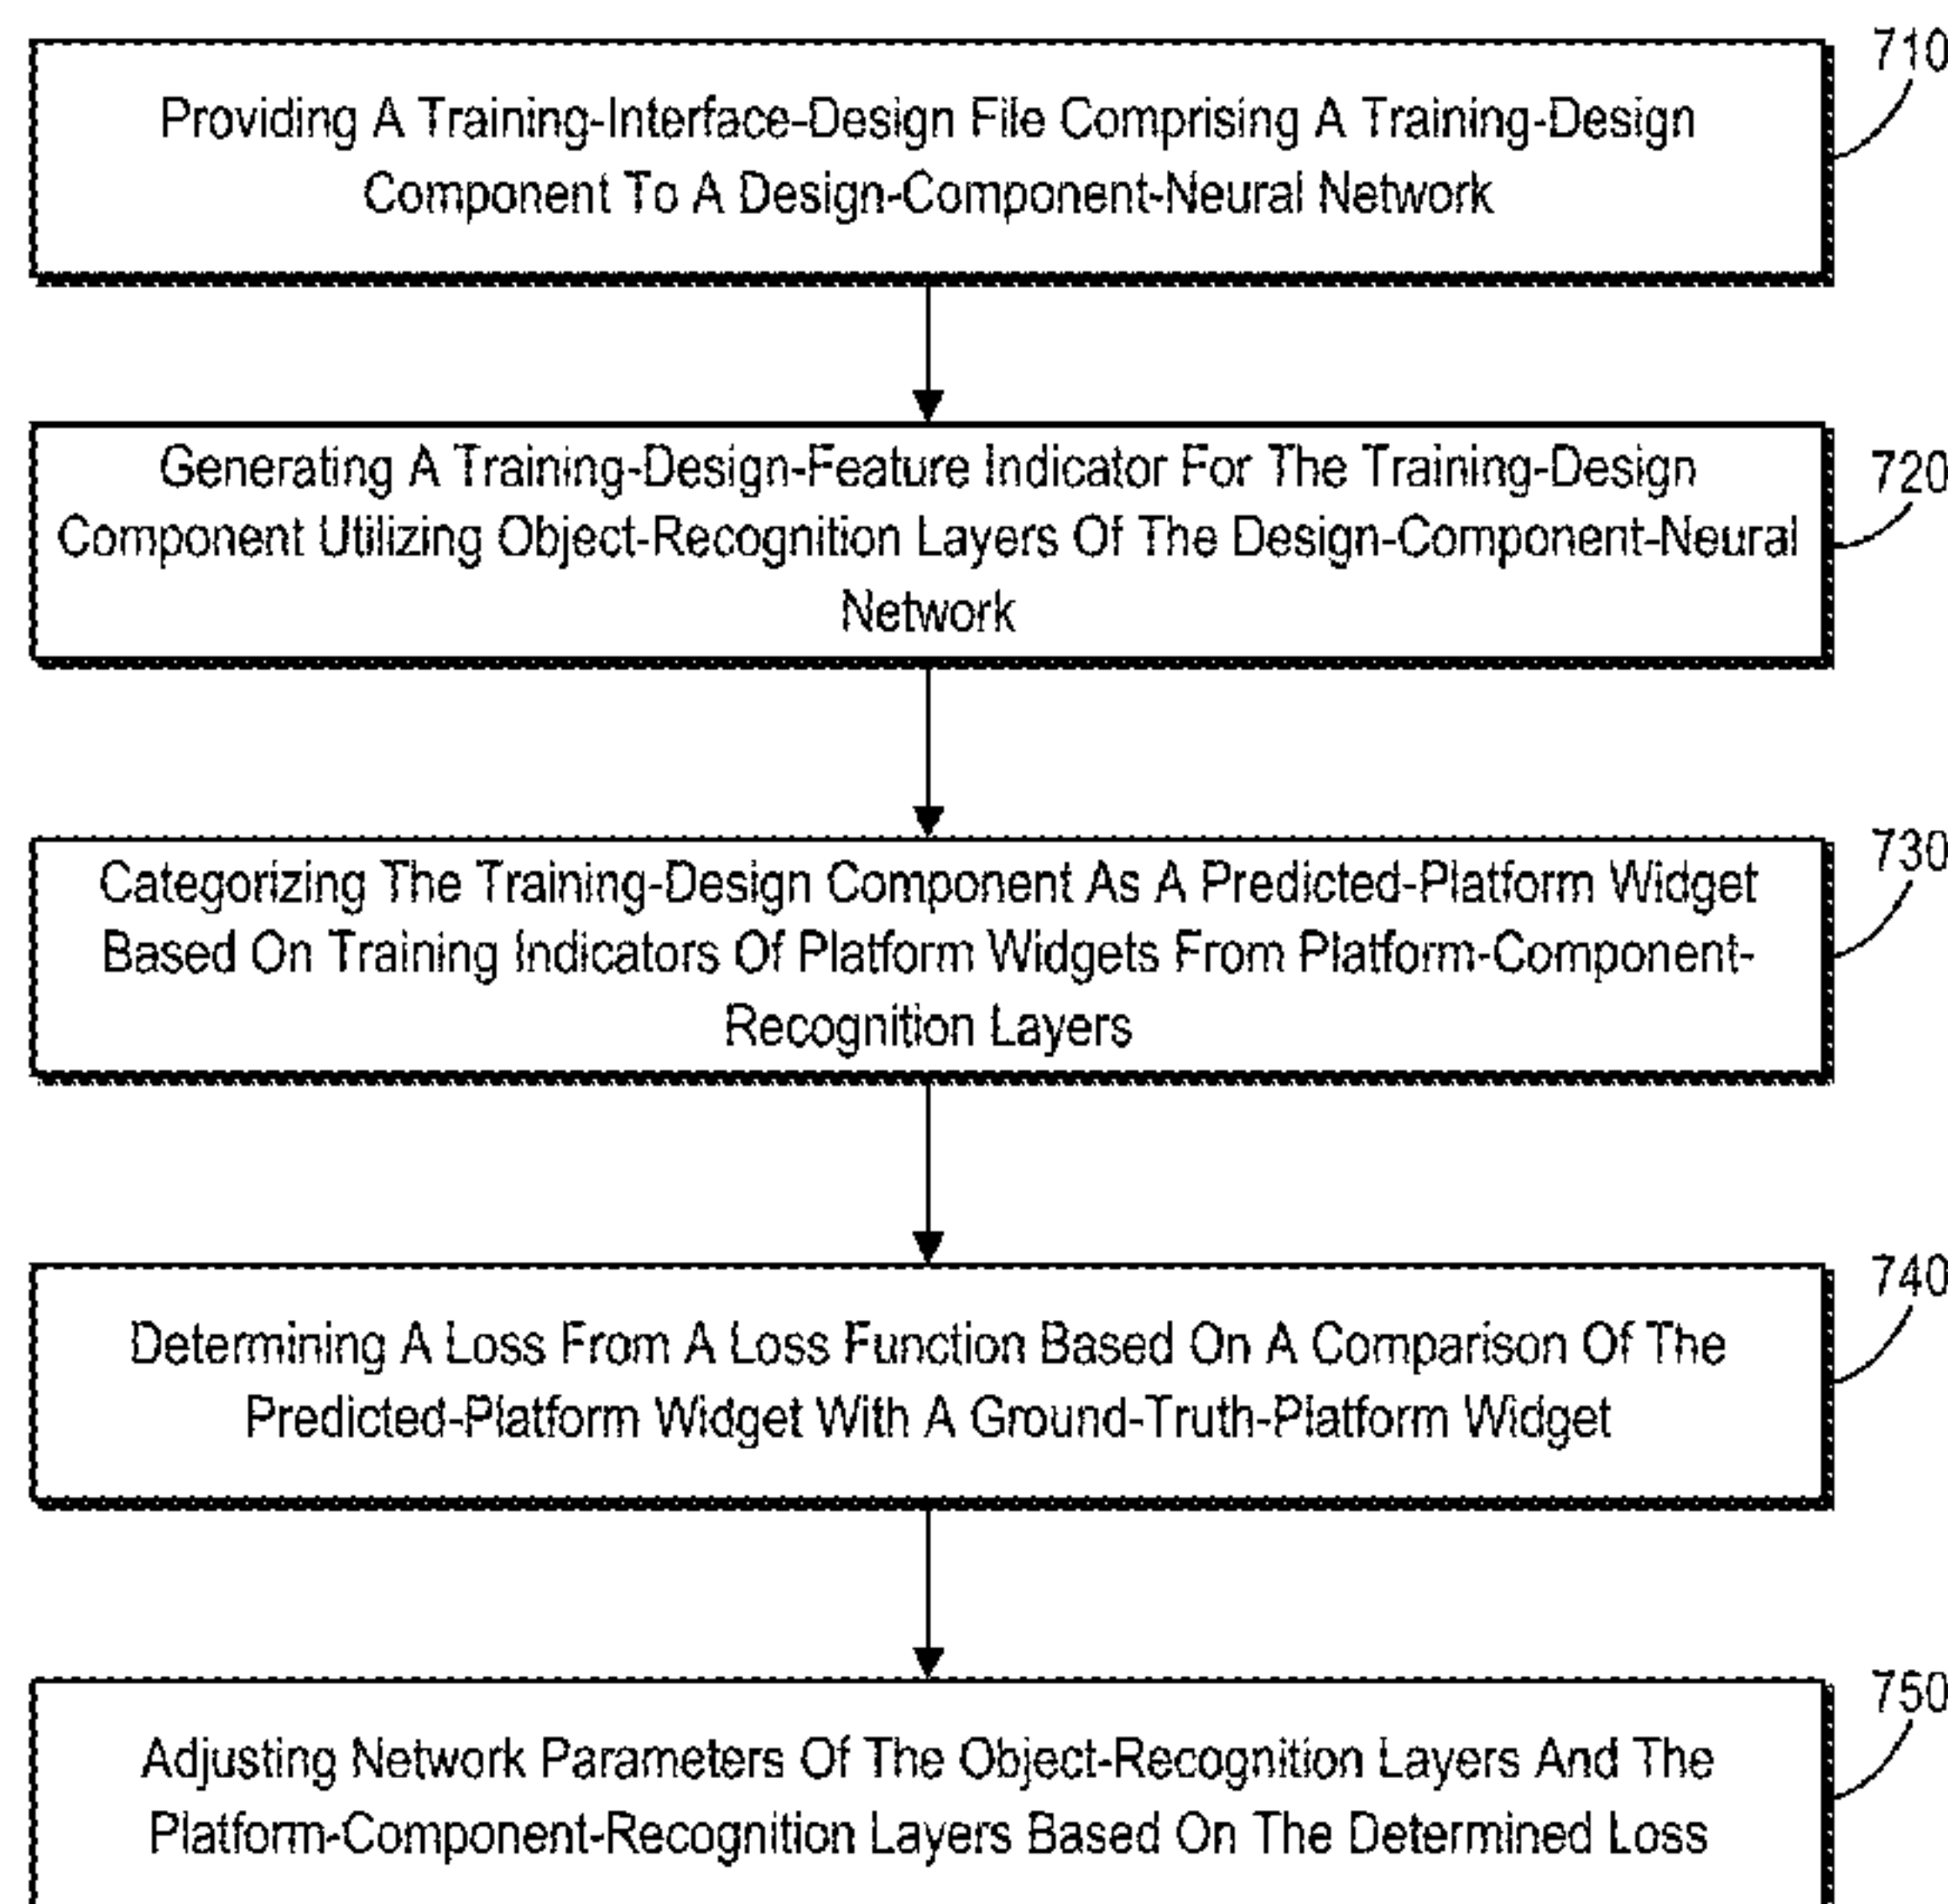 710
Providing A Training-Interface-Design File Comprising A Training-Design
Component To A Design-Component-Neural Network
720
Generating A Training-Design-Feature Indicator For The Training-Design
Component Utilizing Object-Recognition Layers Of The Design-Component-Neural
Network
730
Categorizing The Training-Design Component As A Predicted-Platform Widget
Based On Training Indicators Of Platform Widgets From Platform-Component-
Recognition Layers
740
Determining A Loss From A Loss Function Based On A Comparison Of The
Predicted-Platform Widget With A Ground-Truth-Platform Widget
750
Adjusting Network Parameters Of The Object-Recognition Layers And The
Platform-Component-Recognition Layers Based On The Determined Loss